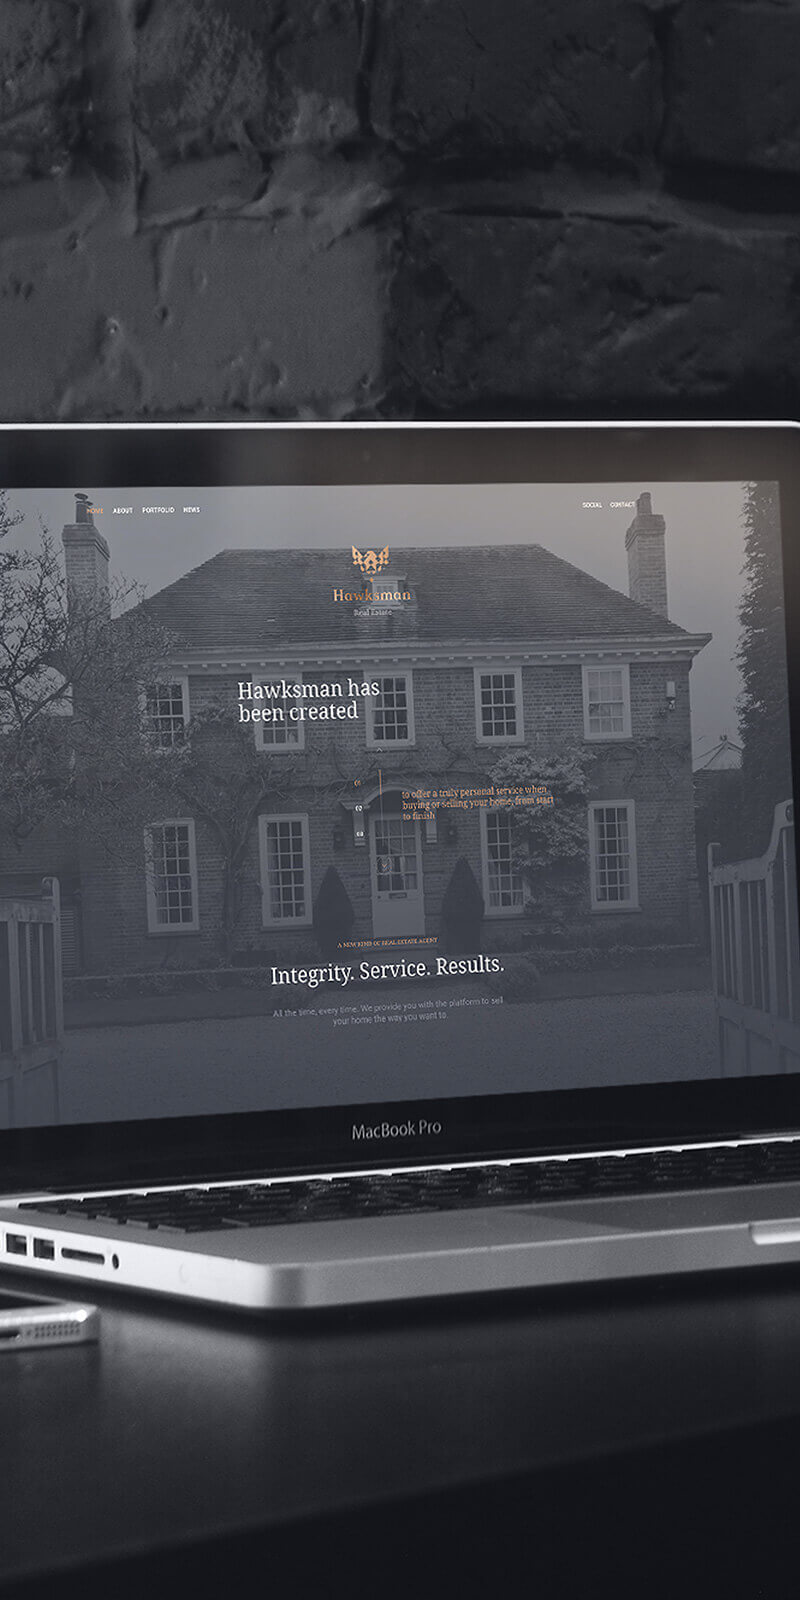 HOME ABOUT PORTFOLIO NEWS
SOCIAL CONTACT
Hawksman
Real Estate
Hawksman has
been created
01
02
03
to offer a truly personal service when
buying or selling your home, from start
to finish
A NEW KIND OF REAL ESTATE AGENT
Integrity. Service. Results.
All the time, every time. We provide you with the platform to sell
your home the way you want to.
MacBook Pro